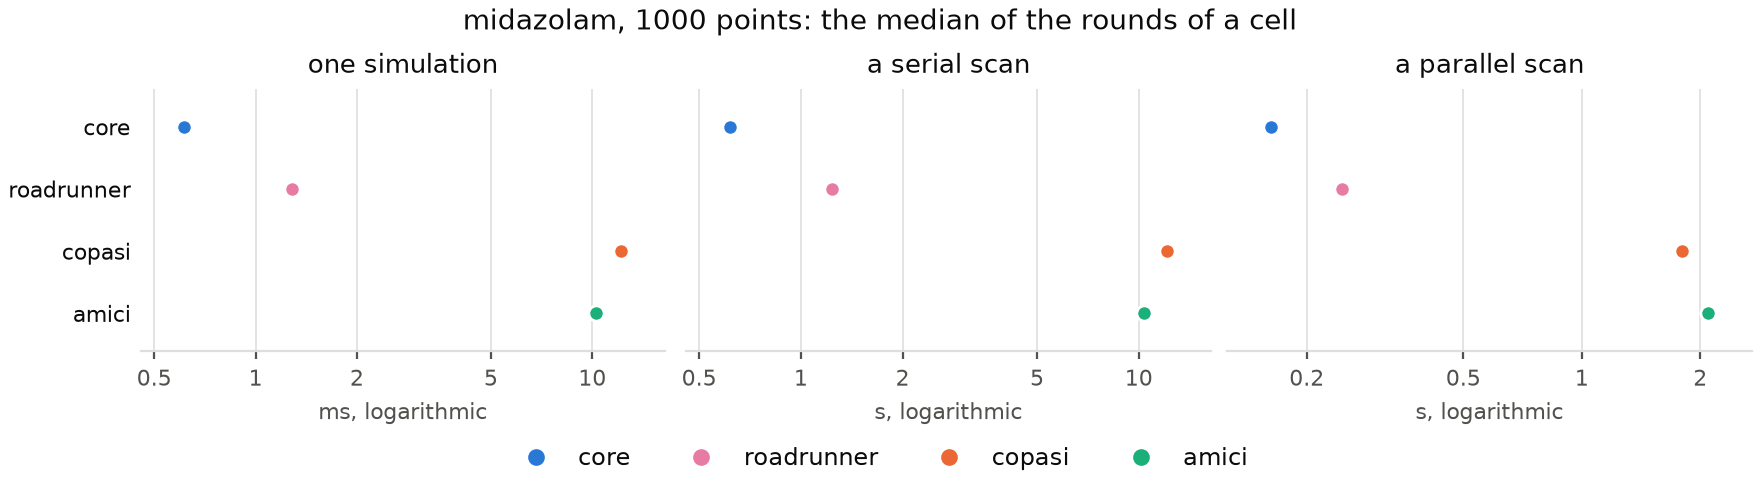 midazolam, 1000 points: the median of the rounds of a cell
one simulation
a serial scan
a parallel scan
core
roadrunner
copasi
amici
0.5 1 2 5 10
0.5 1 2 5 10
0.2 0.5 1 2
ms, logarithmic
s, logarithmic
s, logarithmic
core roadrunner copasi amici